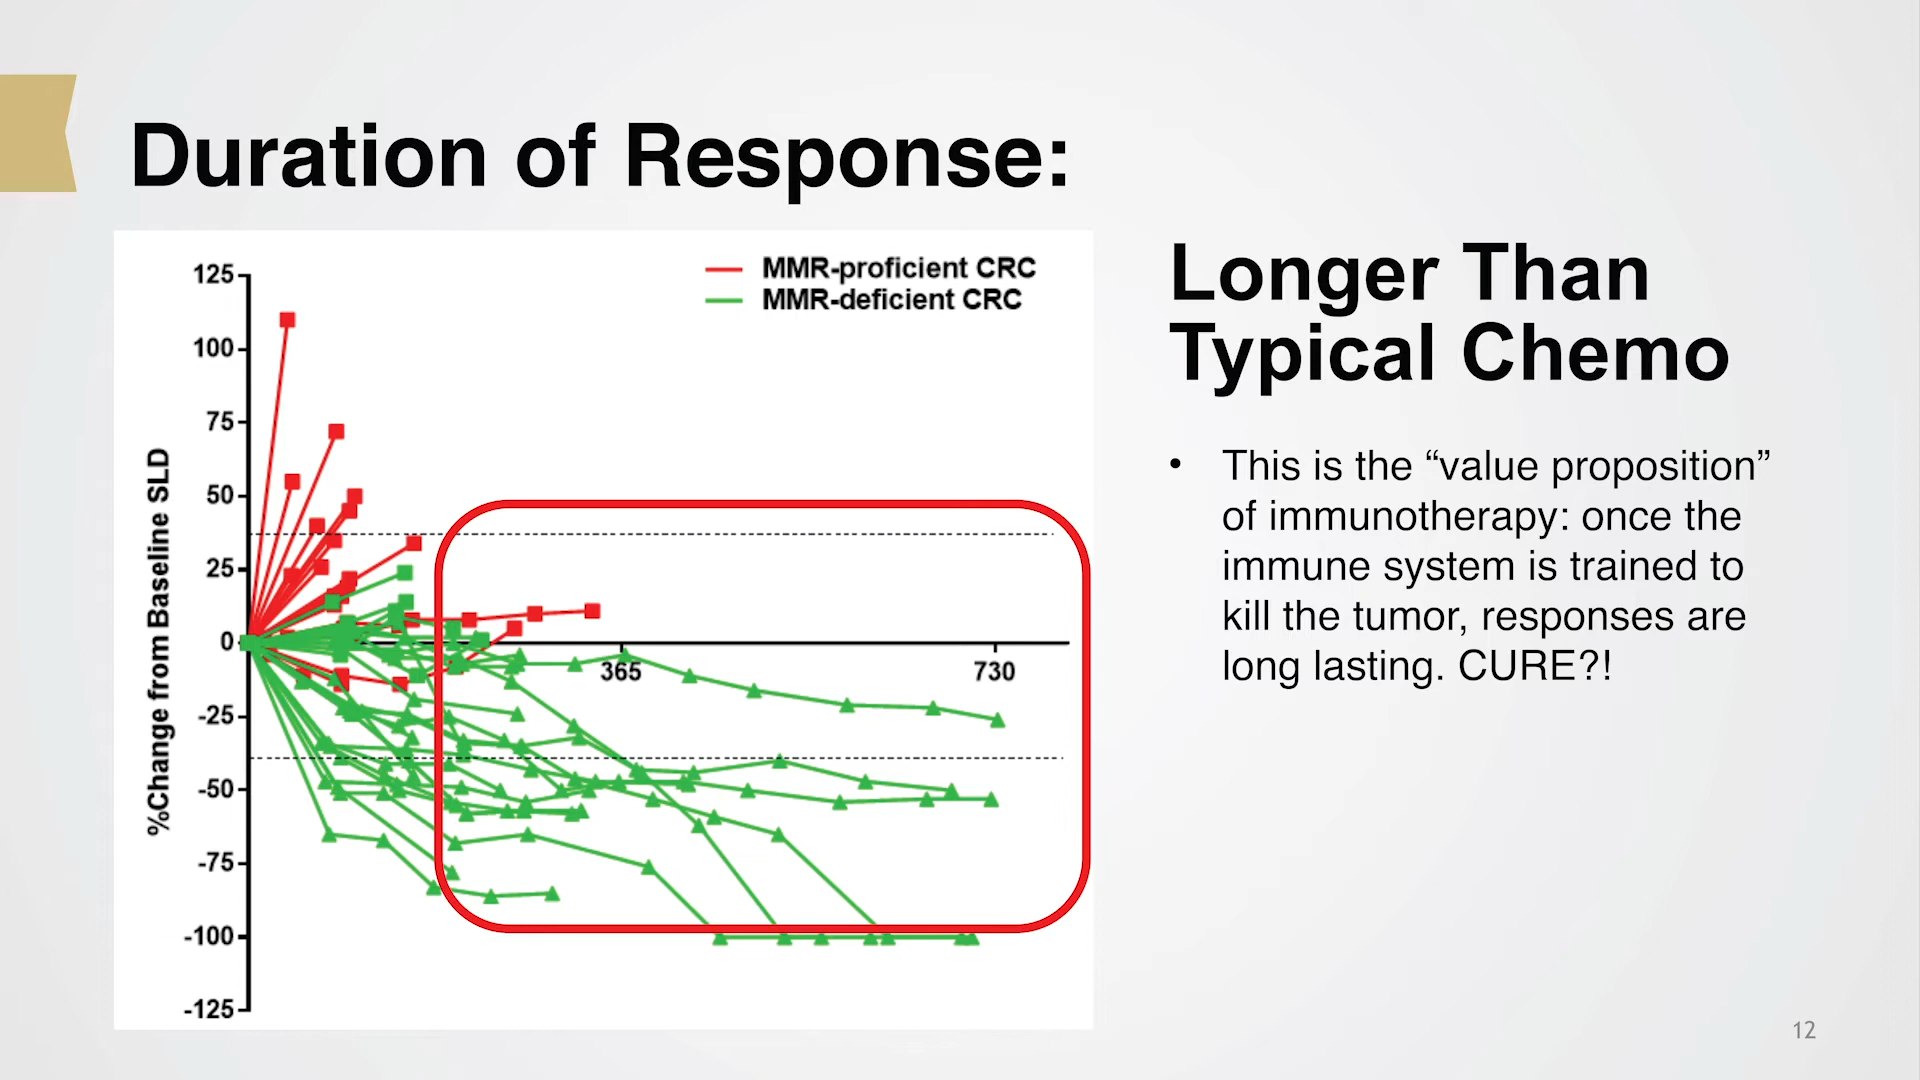 Duration of Response:
125
100
75
50
25
0
-25
-50
-75
-100
-125
%Change from Baseline SLD
MMR-proficient CRC
MMR-deficient CRC
365
730
Longer Than
Typical Chemo
• This is the “value proposition”
of immunotherapy: once the
immune system is trained to
kill the tumor, responses are
long lasting. CURE?!
12